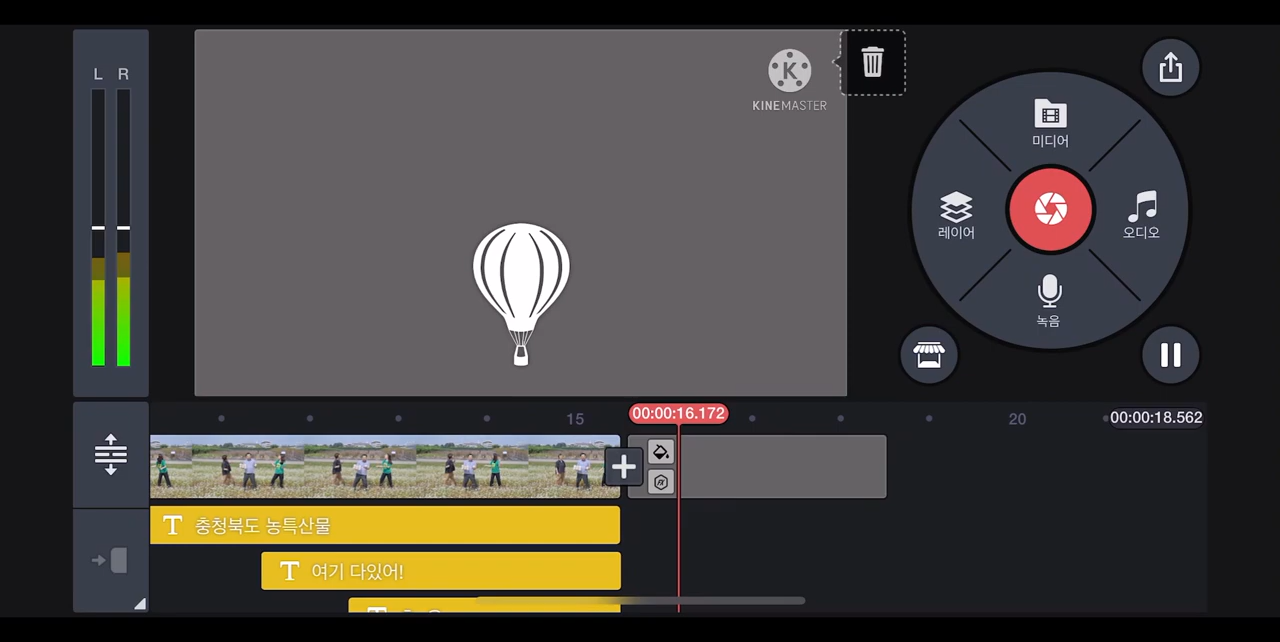 L R
KINEMASTER
미디어
레이어
오디오
녹음
15
00:00:16.172
20
00:00:18.562
충청북도 농특산물
여기 다있어!